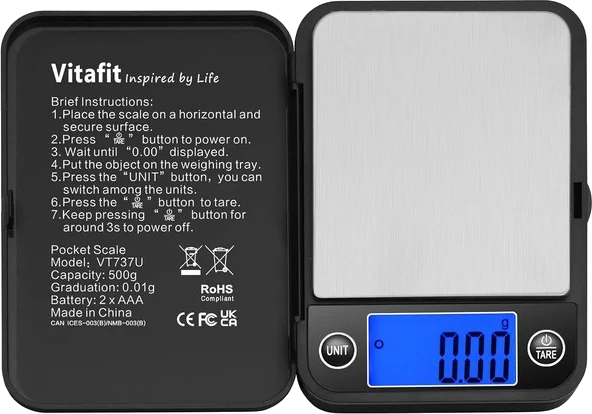 Vitafit Inspired by Life
Brief Instructions:
1.Place the scale on a horizontal and
secure surface.
2.Press “ TARE ” button to power on.
3. Wait until “0.00” displayed.
4.Put the object on the weighing tray.
5.Press the “UNIT” button, you can
switch among the units.
6.Press the “ TARE ” button to tare.
7.Keep pressing “ TARE ” button for
around 3s to power off.
Pocket Scale
Model: VT737U
Capacity: 500g
Graduation: 0.01g
Battery: 2 x AAA
Made in China
CAN ICES-003(B)/NMB-003(B)
RoHS
Compliant
CE FC UK
CA
UNIT
g
0.00
TARE